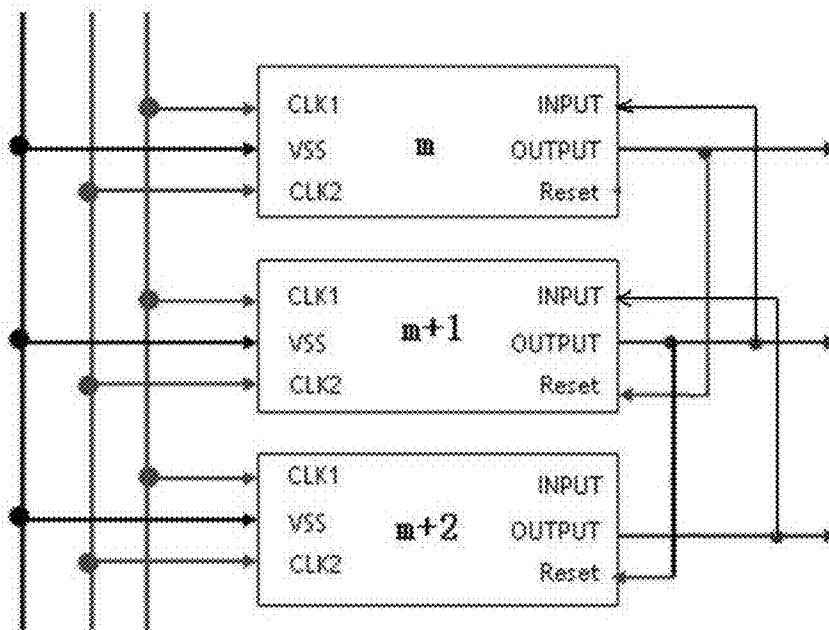 CLK1 INPUT
VSS m OUTPUT
CLK2 Reset
CLK1 INPUT
VSS m+1 OUTPUT
CLK2 Reset
CLK1 INPUT
VSS m+2 OUTPUT
CLK2 Reset